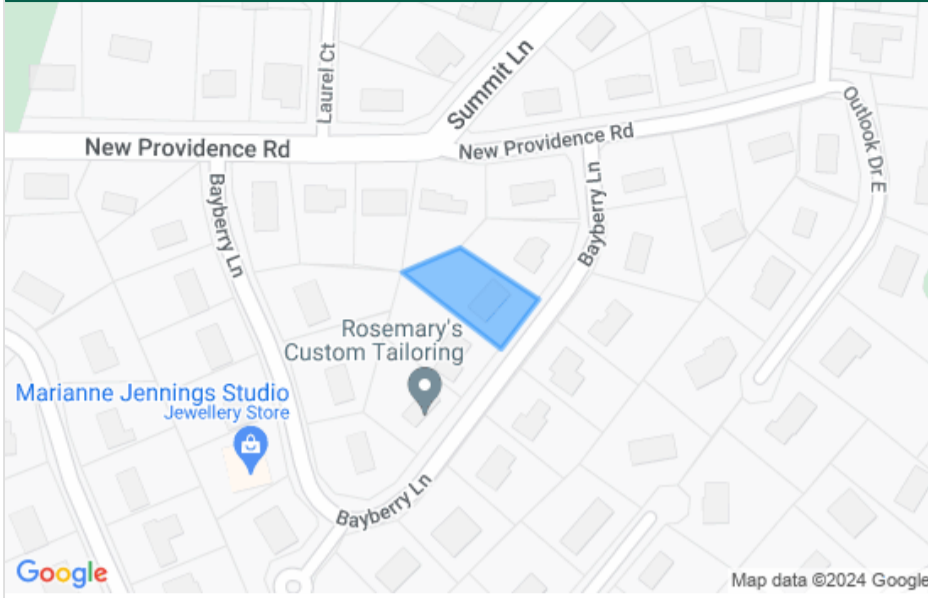 Laurel Ct
Summit Ln
New Providence Rd
New Providence Rd
Outlook Dr E
Bayberry Ln
Bayberry Ln
Rosemary's
Custom Tailoring
Marianne Jennings Studio
Jewellery Store
Bayberry Ln
Google
Map data ©2024 Google